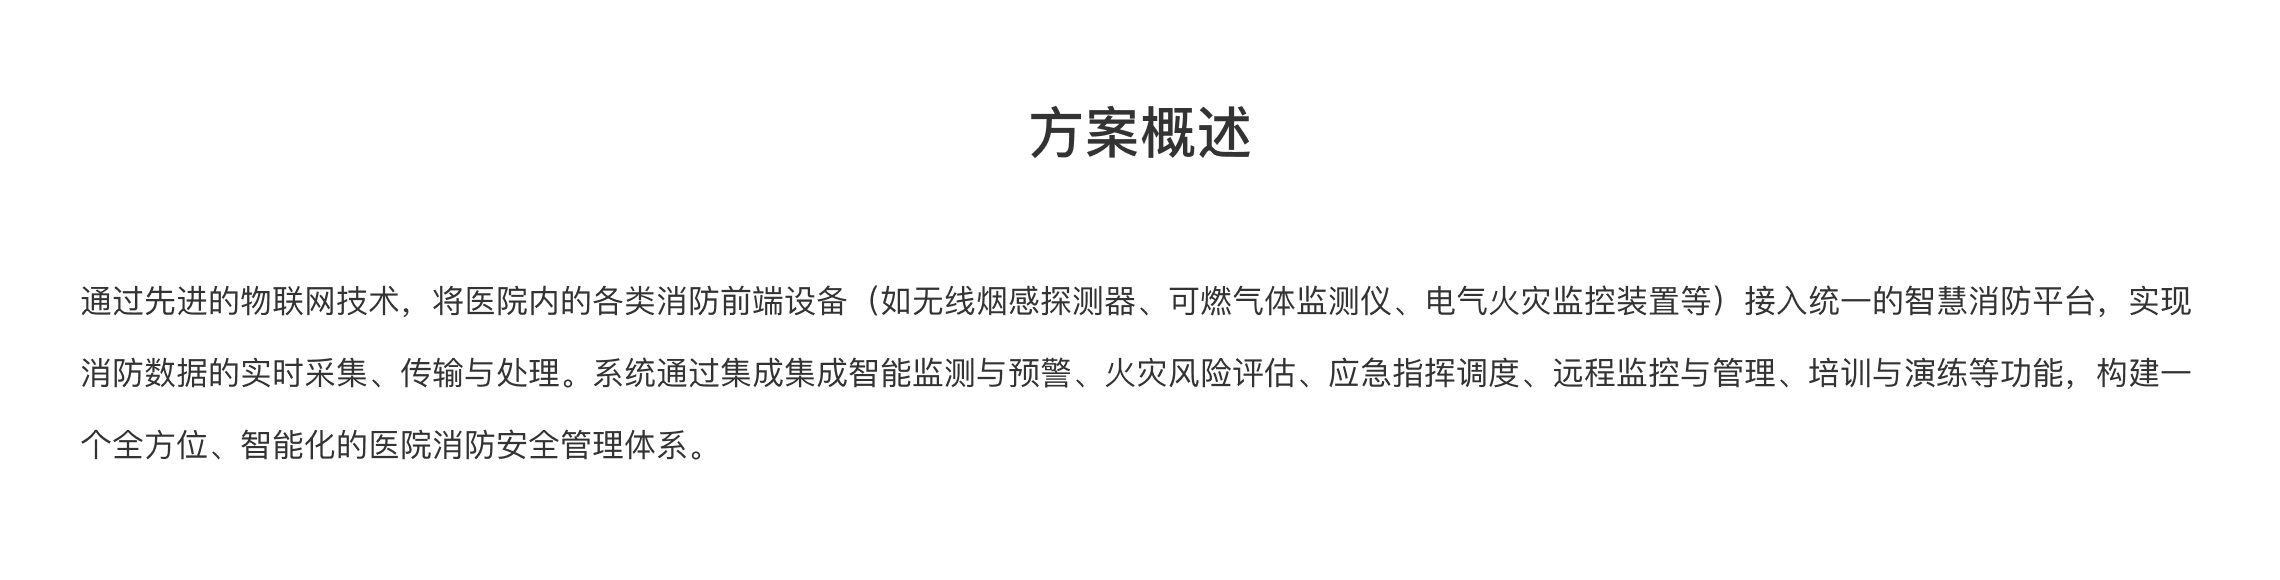 方案概述
通过先进的物联网技术，将医院内的各类消防前端设备（如无线烟感探测器、可燃气体监测仪、电气火灾监控装置等）接入统一的智慧消防平台，实现
消防数据的实时采集、传输与处理。系统通过集成集成智能监测与预警、火灾风险评估、应急指挥调度、远程监控与管理、培训与演练等功能，构建一
个全方位、智能化的医院消防安全管理体系。